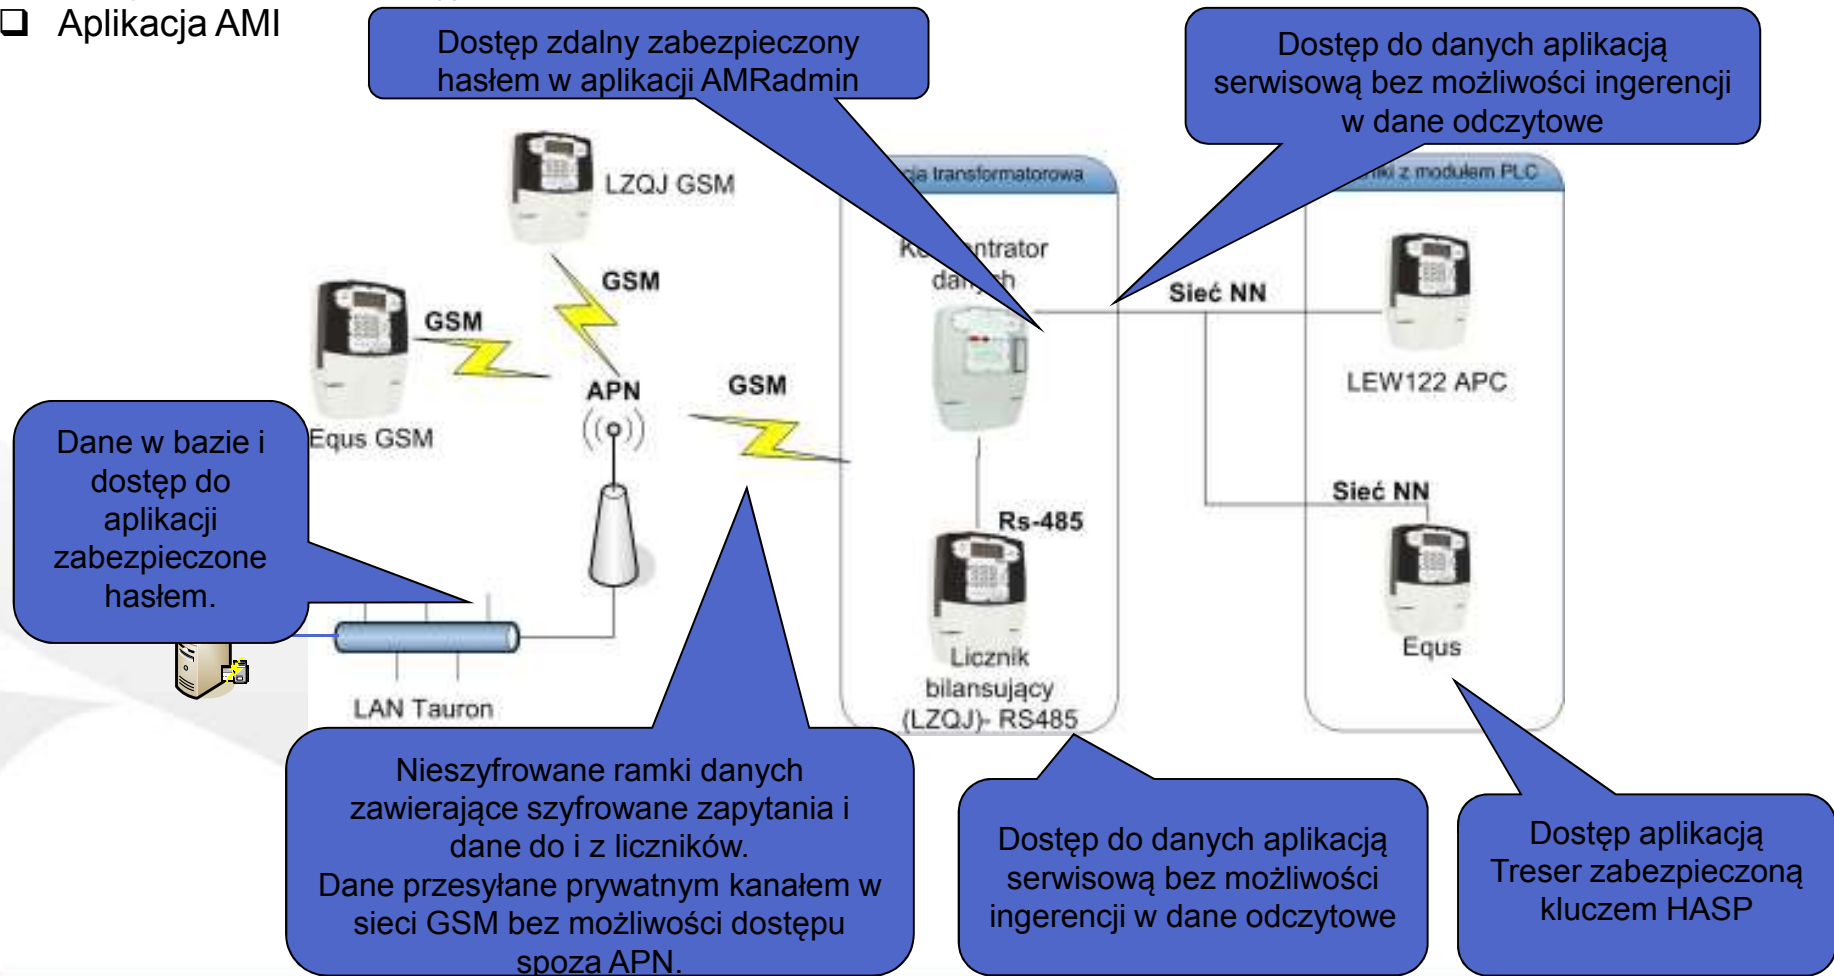 Aplikacja AMI
Dostęp zdalny zabezpieczony
hasłem w aplikacji AMRadmin
Dostęp do danych aplikacją
serwisową bez możliwości ingerencji
w dane odczytowe
LZQJ GSM
transformatorowa
z modułem PLC
danych
GSM
GSM
GSM
APN
Sieć NN
LEW122 APC
Equs GSM
Dane w bazie i
dostęp do
aplikacji
zabezpieczone
hasłem.
Sieć NN
Rs-485
Equs
Licznik
bilansujący
(LZQJ)- RS485
LAN Tauron
Nieszyfrowane ramki danych
zawierające szyfrowane zapytania i
dane do i z liczników.
Dane przesyłane prywatnym kanałem w
sieci GSM bez możliwości dostępu
spoza APN.
Dostęp do danych aplikacją
serwisową bez możliwości
ingerencji w dane odczytowe
Dostęp aplikacją
Treser zabezpieczoną
kluczem HASP